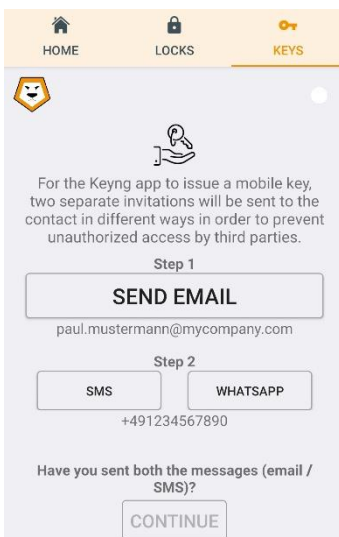 HOME LOCKS KEYS
For the Keyng app to issue a mobile key,
two separate invitations will be sent to the
contact in different ways in order to prevent
unauthorized access by third parties.
Step 1
SEND EMAIL
paul.mustermann@mycompany.com
Step 2
SMS WHATSAPP
+491234567890
Have you sent both the messages (email /
SMS)?
CONTINUE